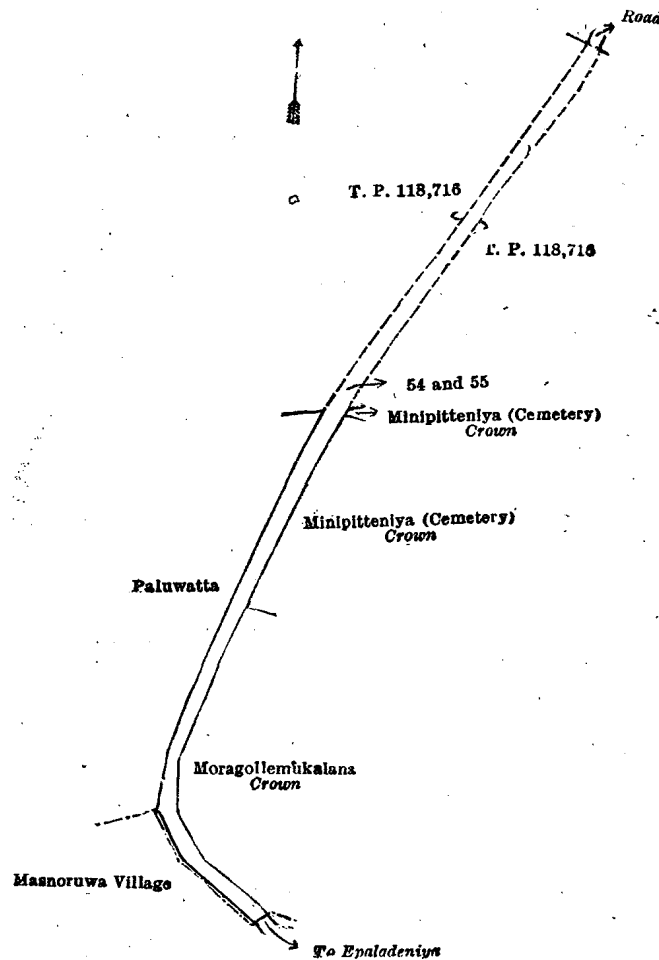 Road
T. P. 118,716
T. P. 118,716
54 and 55
Minipitteniya (Cemetery)
Crown
Minipitteniya (Cemetery)
Crown
Paluwatta
Moragollemukalana
Crown
Masnoruwa Village
To Epaladeniya